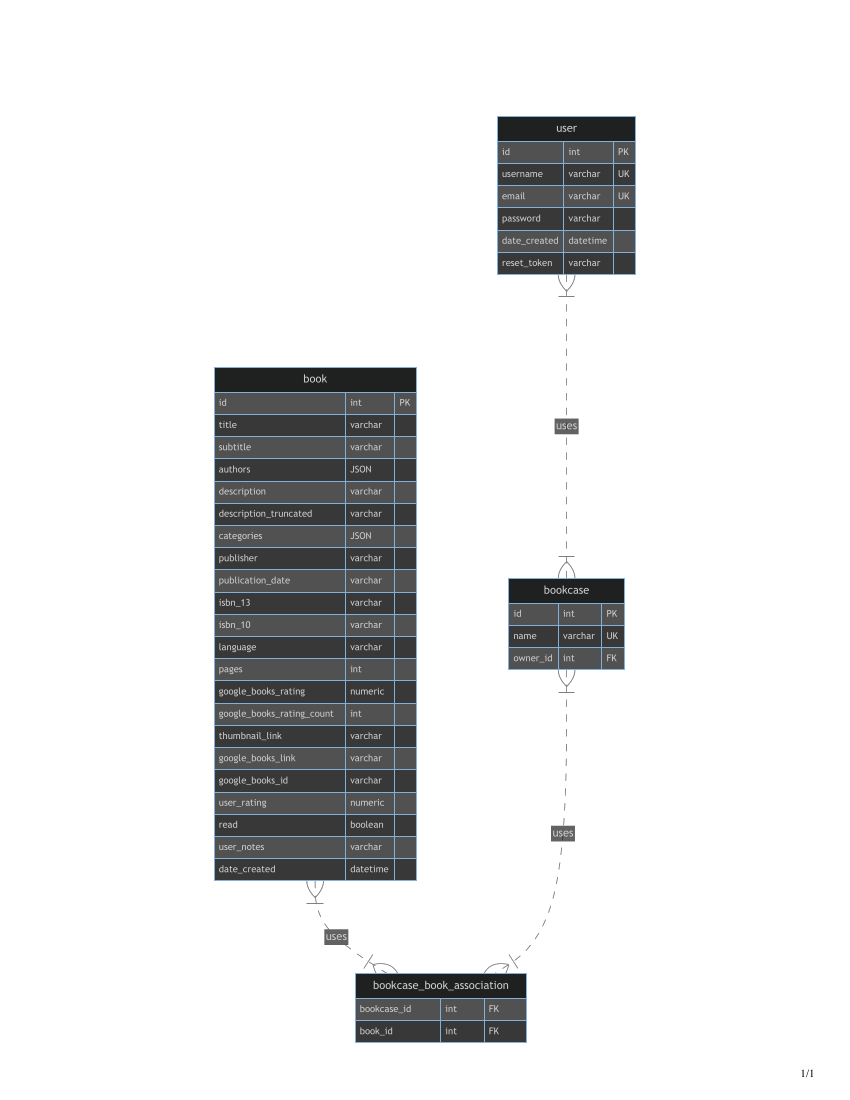 user
id int PK
username varchar UK
email varchar UK
password varchar
date_created datetime
reset_token varchar
uses
book
id int PK
title varchar
subtitle varchar
authors JSON
description varchar
description_truncated varchar
categories JSON
publisher varchar
publication_date varchar
isbn_13 varchar
isbn_10 varchar
language varchar
pages int
google_books_rating numeric
google_books_rating_count int
thumbnail_link varchar
google_books_link varchar
google_books_id varchar
user_rating numeric
read boolean
user_notes varchar
date_created datetime
bookcase
id int PK
name varchar UK
owner_id int FK
uses
uses
bookcase_book_association
bookcase_id int FK
book_id int FK
1/1